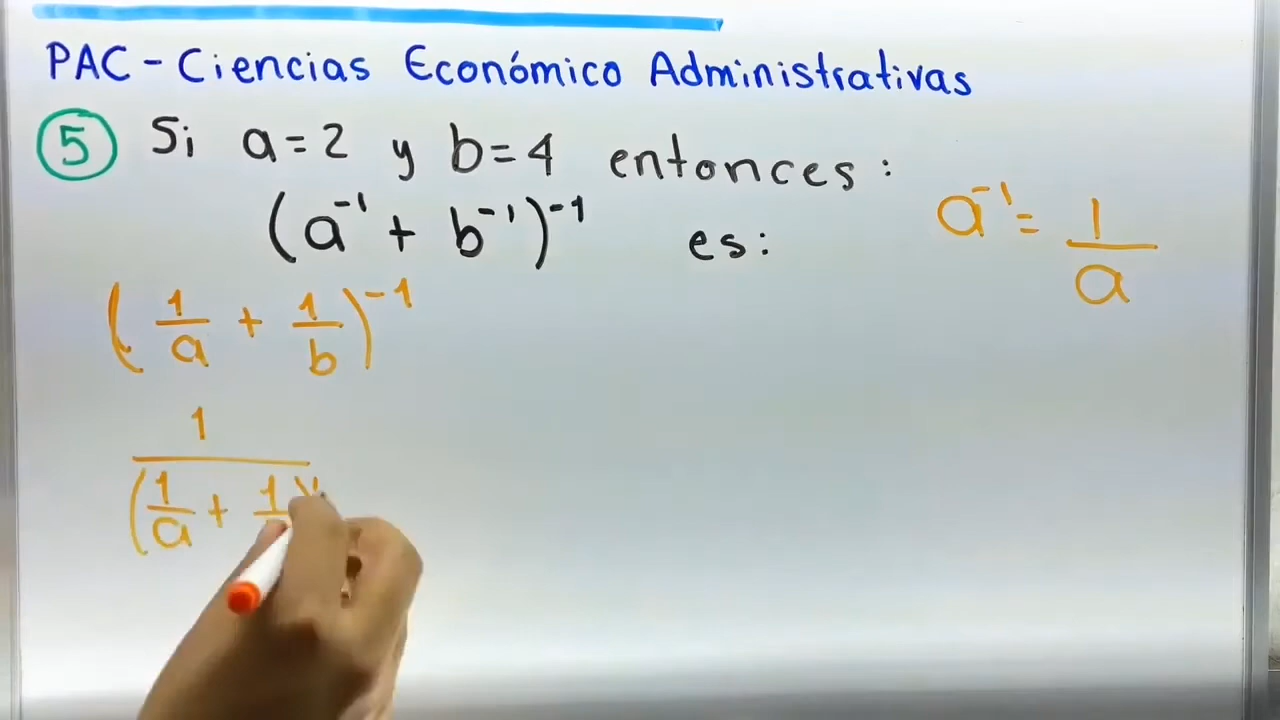 PAC - Ciencias Económico Administrativas
5 Si a=2 y b=4 entonces:
(a⁻¹ + b⁻¹)⁻¹ es:
a⁻¹ = 1/a
(1/a + 1/b)⁻¹
1
(1/a + 1